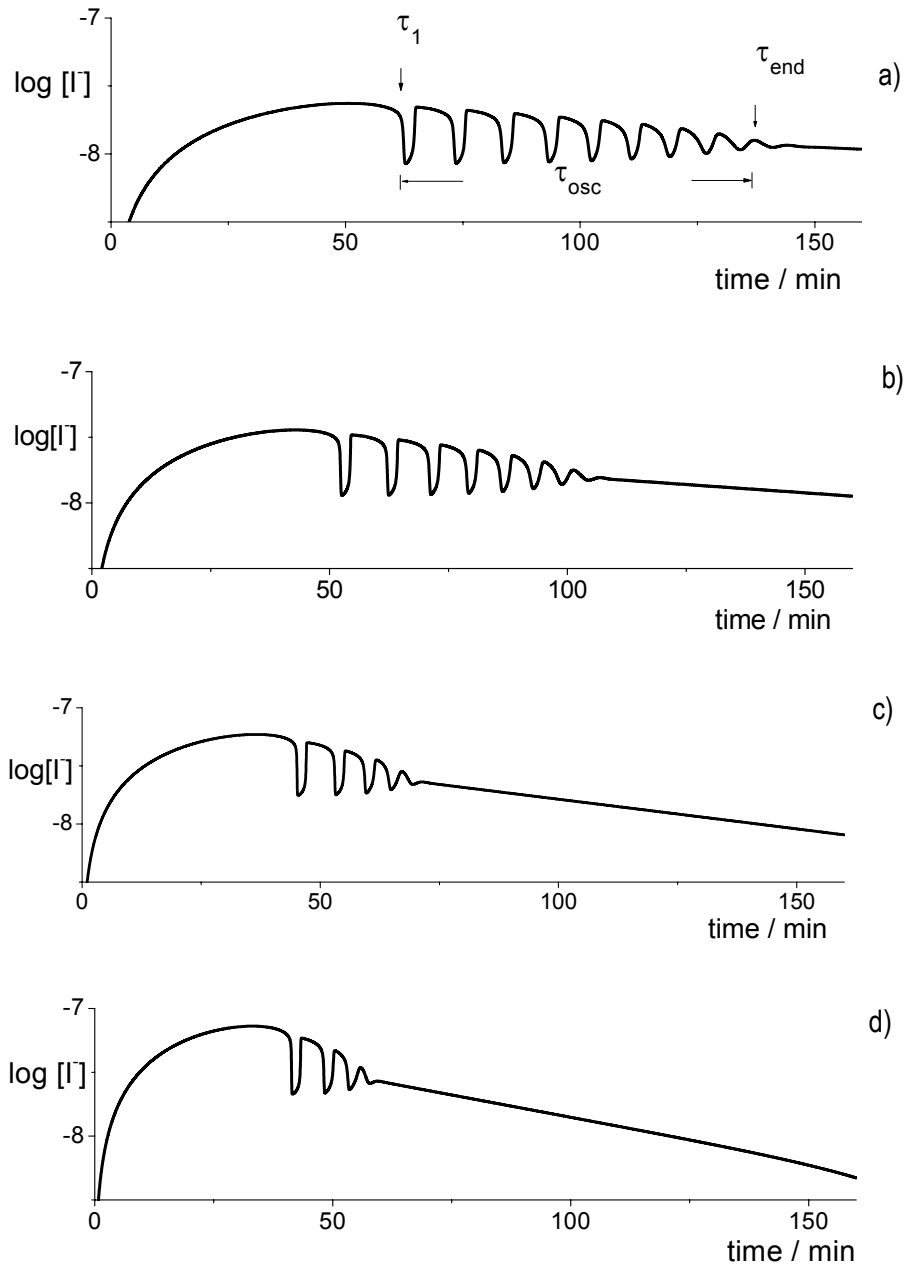 -7
τ1
τend
a)
log [I-]
-8
τosc
0 50 100 150
time / min
-7
b)
log[I-]
-8
0 50 100 150
time / min
-7
c)
log[I-]
-8
0 50 100 150
time / min
-7
d)
log [I-]
-8
0 50 100 150
time / min